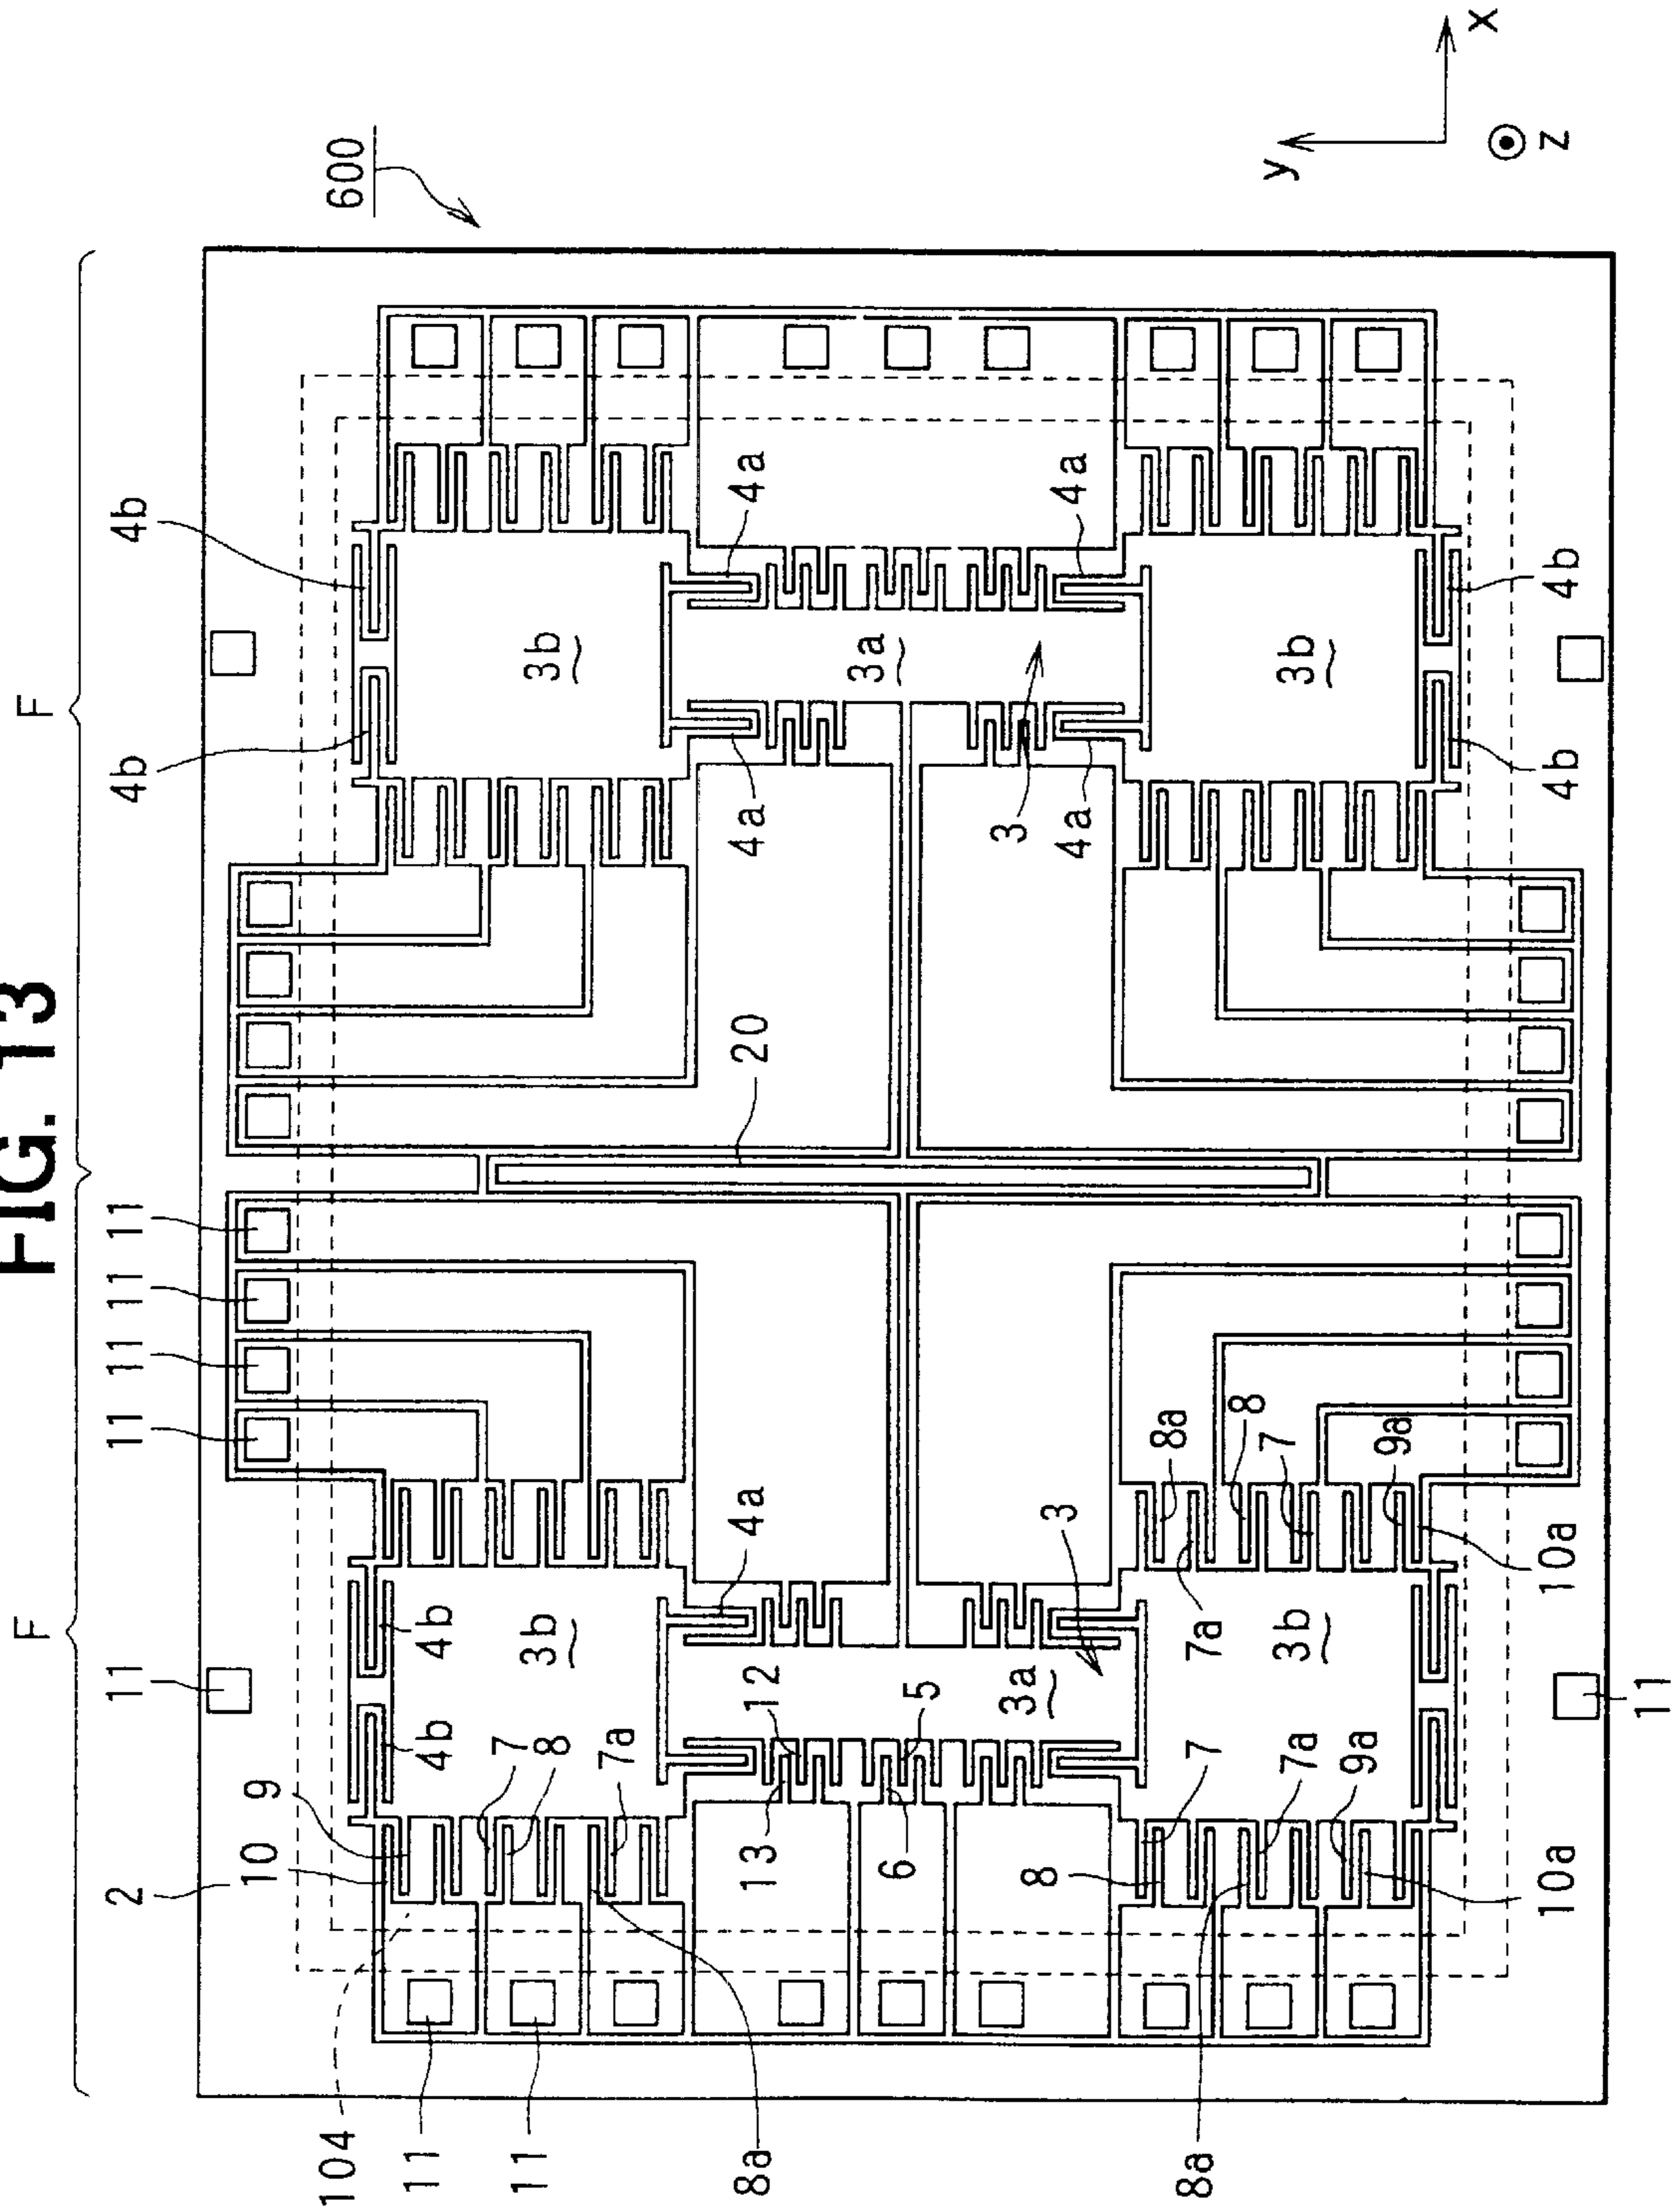 FIG. 13
F F
2 11 11 11 11 11 4b 4b
10 9
104 600
11 4b 4b
11 7 8 3b 3b
7a
8a 13 12 4a 20 4a 4a
6 5 3a
8 3a 3 3 4a 4a
8a 7 7a 8a
8 7 y
7a 3b 3b
9a 9a x
10a 10a 4b 4b z
11